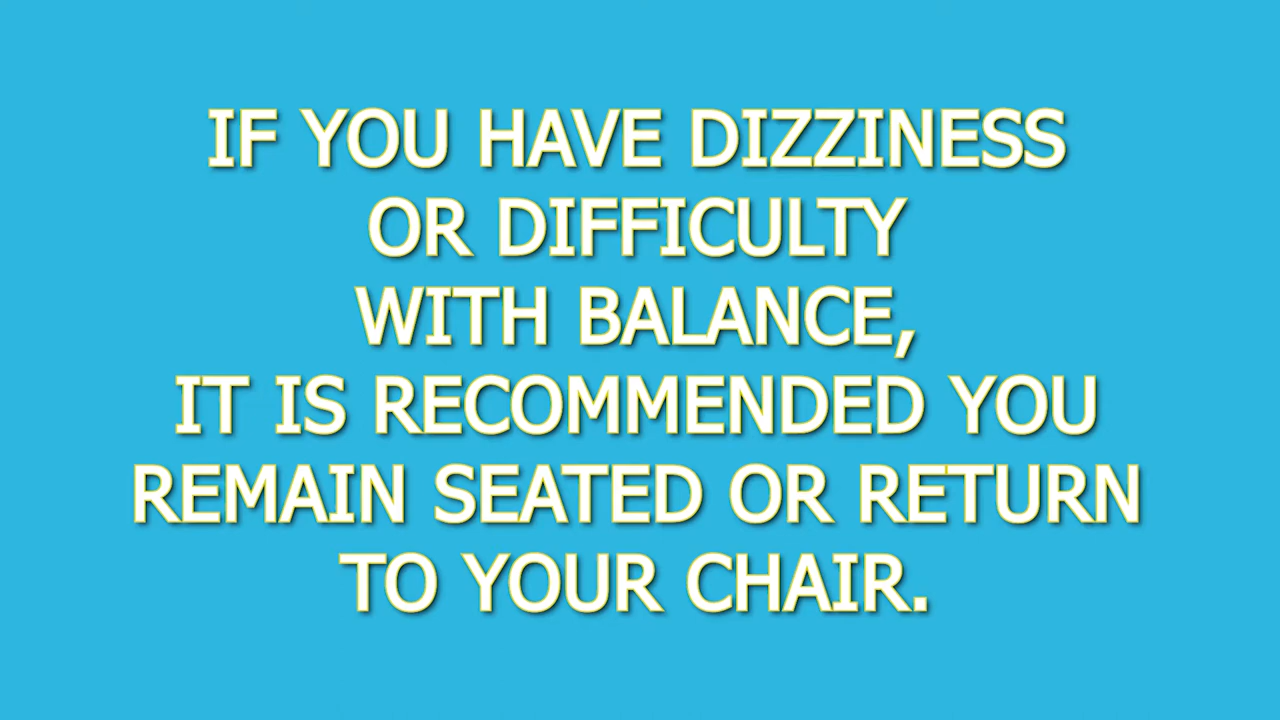 IF YOU HAVE DIZZINESS
OR DIFFICULTY
WITH BALANCE,
IT IS RECOMMENDED YOU
REMAIN SEATED OR RETURN
TO YOUR CHAIR.